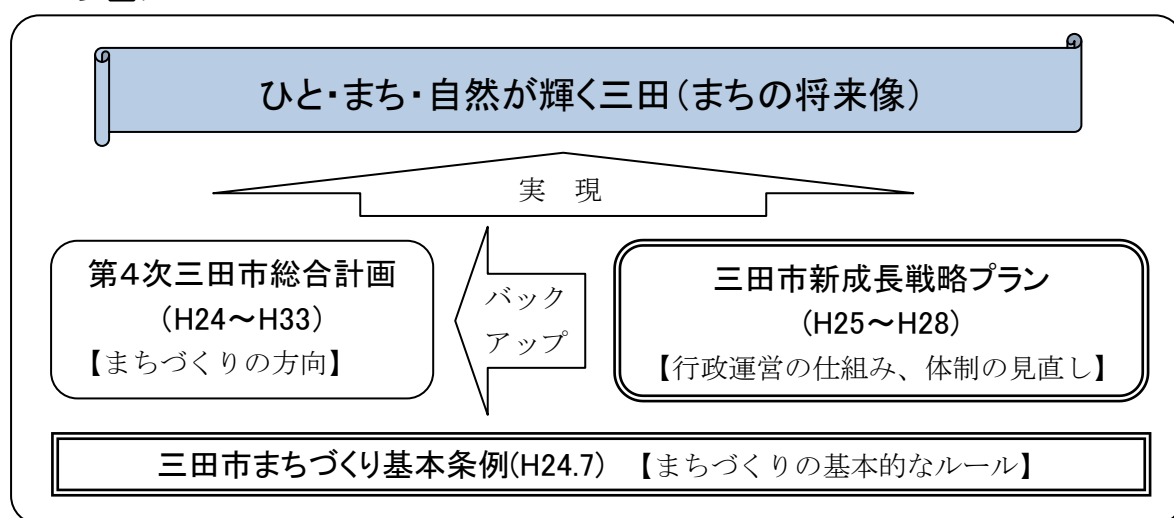 ひと・まち・自然が輝く三田(まちの将来像)
実 現
第4次三田市総合計画
(H24~H33)
【まちづくりの方向】
バック
アップ
三田市新成長戦略プラン
(H25~H28)
【行政運営の仕組み、体制の見直し】
三田市まちづくり基本条例(H24.7) 【まちづくりの基本的なルール】